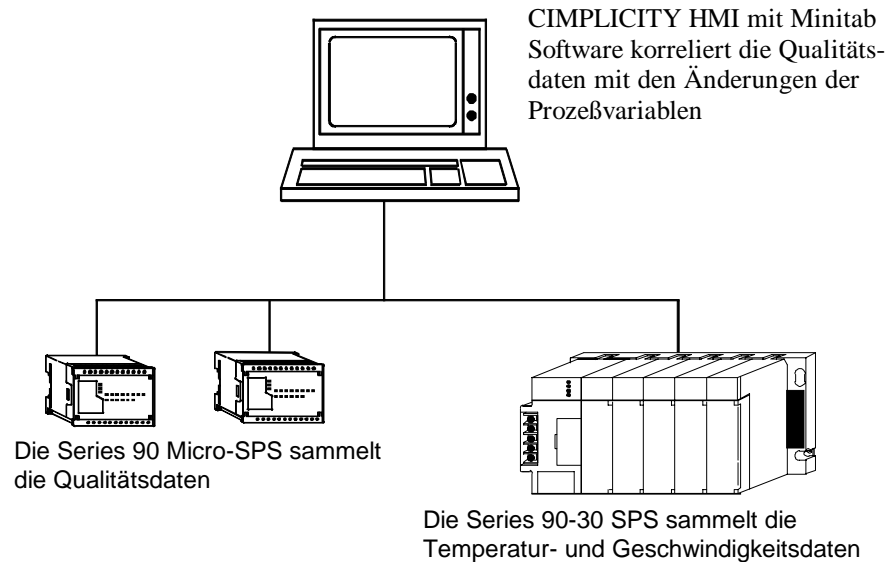 CIMPLICITY HMI mit Minitab
Software korreliert die Qualitäts-
daten mit den Änderungen der
Prozeßvariablen
Die Series 90 Micro-SPS sammelt
die Qualitätsdaten
Die Series 90-30 SPS sammelt die
Temperatur- und Geschwindigkeitsdaten